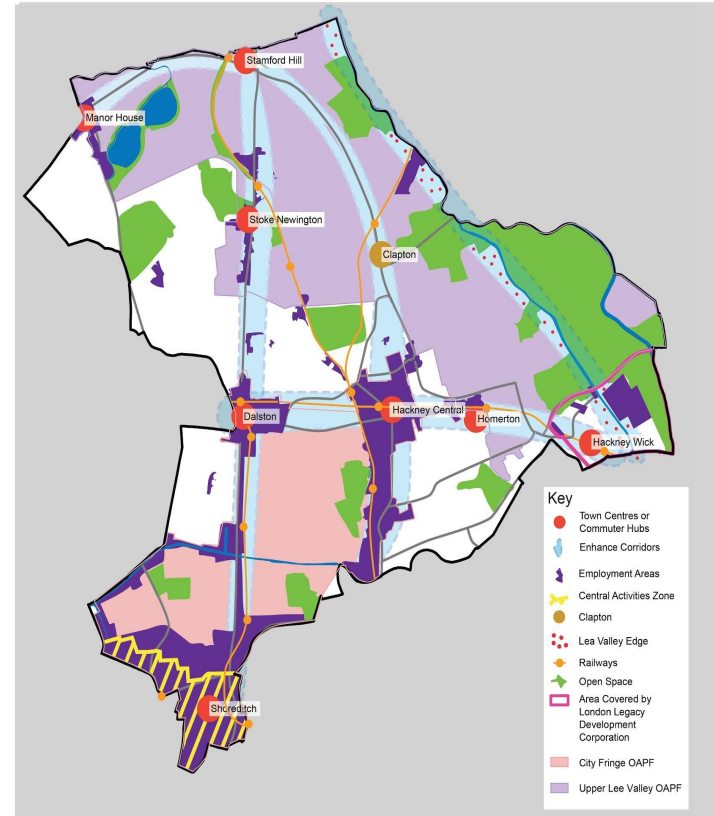 Stamford Hill
Manor House
Stoke Newington
Clapton
Dalston
Hackney Central
Homerton
Hackney Wick
Shoreditch
Key
Town Centres or
Commuter Hubs
Enhance Corridors
Employment Areas
Central Activities Zone
Clapton
Lea Valley Edge
Railways
Open Space
Area Covered by
London Legacy
Development
Corporation
City Fringe OAPF
Upper Lee Valley OAPF